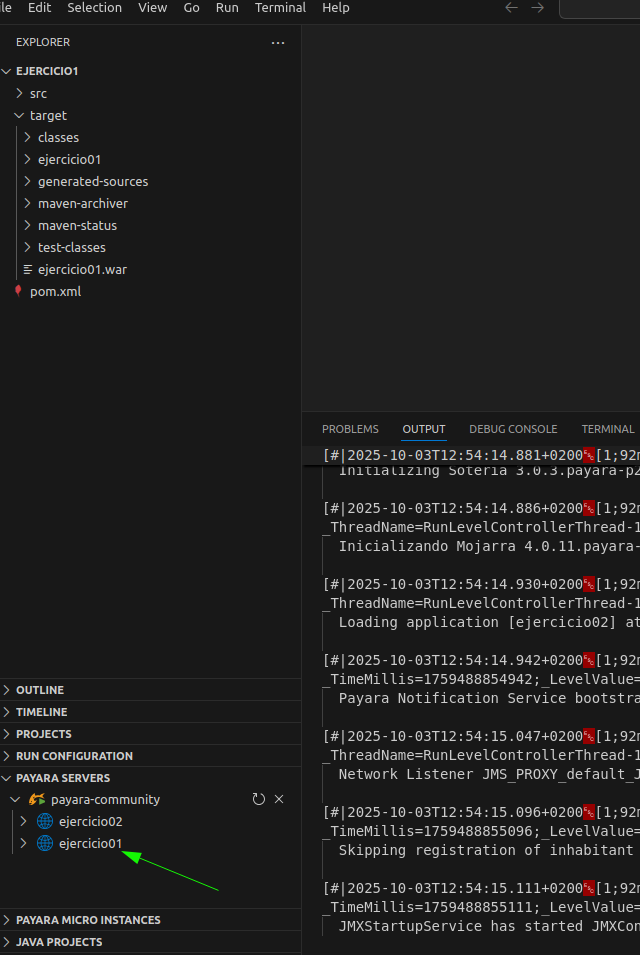 ile Edit Selection View Go Run Terminal Help
EXPLORER
EJERCICIO1
src
target
classes
ejercicio01
generated-sources
maven-archiver
maven-status
test-classes
ejercicio01.war
pom.xml
OUTLINE
TIMELINE
PROJECTS
RUN CONFIGURATION
PAYARA SERVERS
payara-community
ejercicio02
ejercicio01
PAYARA MICRO INSTANCES
JAVA PROJECTS
PROBLEMS OUTPUT DEBUG CONSOLE TERMINAL
[#|2025-10-03T12:54:14.881+0200␛[1;92m
Initializing Soteria 3.0.3.payara-p2
[#|2025-10-03T12:54:14.886+0200␛[1;92m
_ThreadName=RunLevelControllerThread-1
Inicializando Mojarra 4.0.11.payara-
[#|2025-10-03T12:54:14.930+0200␛[1;92m
_ThreadName=RunLevelControllerThread-1
Loading application [ejercicio02] at
[#|2025-10-03T12:54:14.942+0200␛[1;92m
_TimeMillis=1759488854942;_LevelValue=
Payara Notification Service bootstra
[#|2025-10-03T12:54:15.047+0200␛[1;92m
_ThreadName=RunLevelControllerThread-1
Network Listener JMS_PROXY_default_J
[#|2025-10-03T12:54:15.096+0200␛[1;92m
_TimeMillis=1759488855096;_LevelValue=
Skipping registration of inhabitant
[#|2025-10-03T12:54:15.111+0200␛[1;92m
_TimeMillis=1759488855111;_LevelValue=
JMXStartupService has started JMXCon